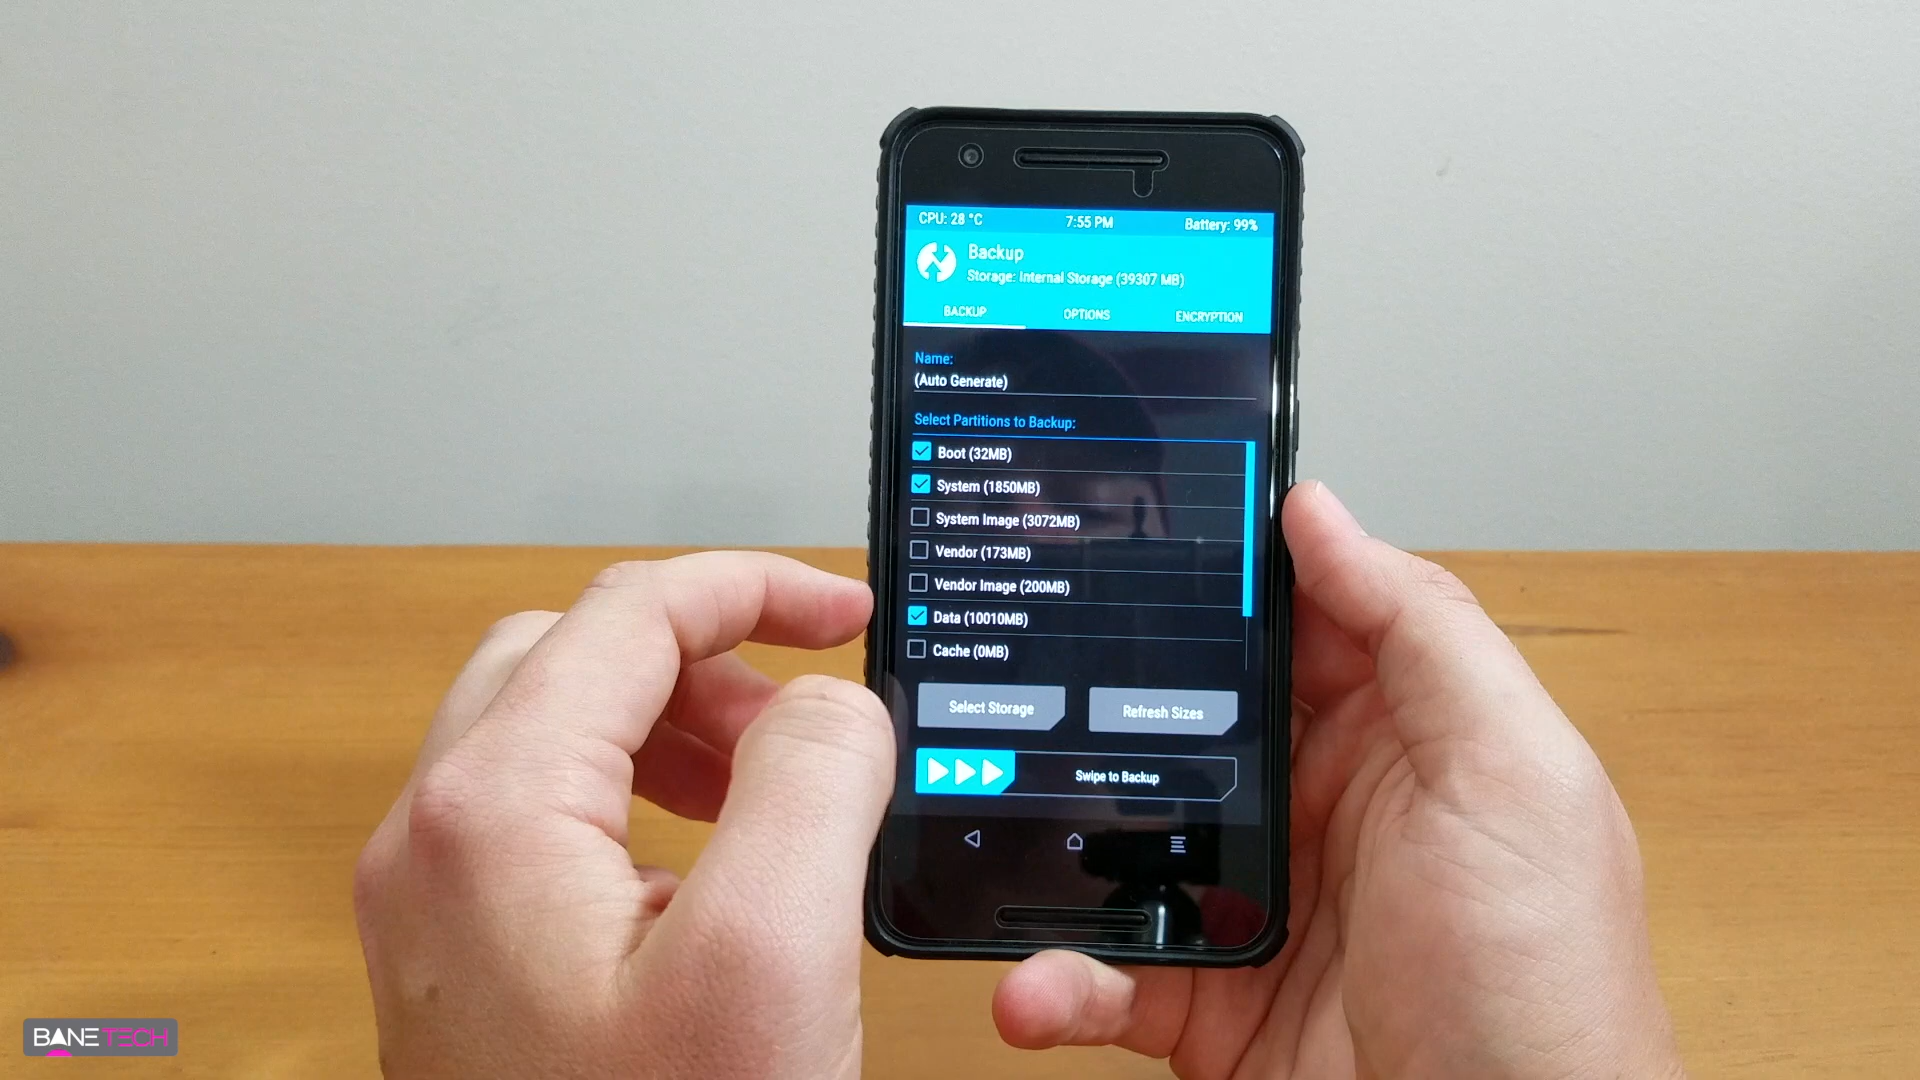 CPU: 28 °C 7:55 PM Battery: 99%
Backup
Storage: Internal Storage (39307 MB)
BACKUP OPTIONS ENCRYPTION
Name:
(Auto Generate)
Select Partitions to Backup:
Boot (32MB)
System (1850MB)
System Image (3072MB)
Vendor (173MB)
Vendor Image (200MB)
Data (10010MB)
Cache (0MB)
Select Storage Refresh Sizes
Swipe to Backup
BANETECH